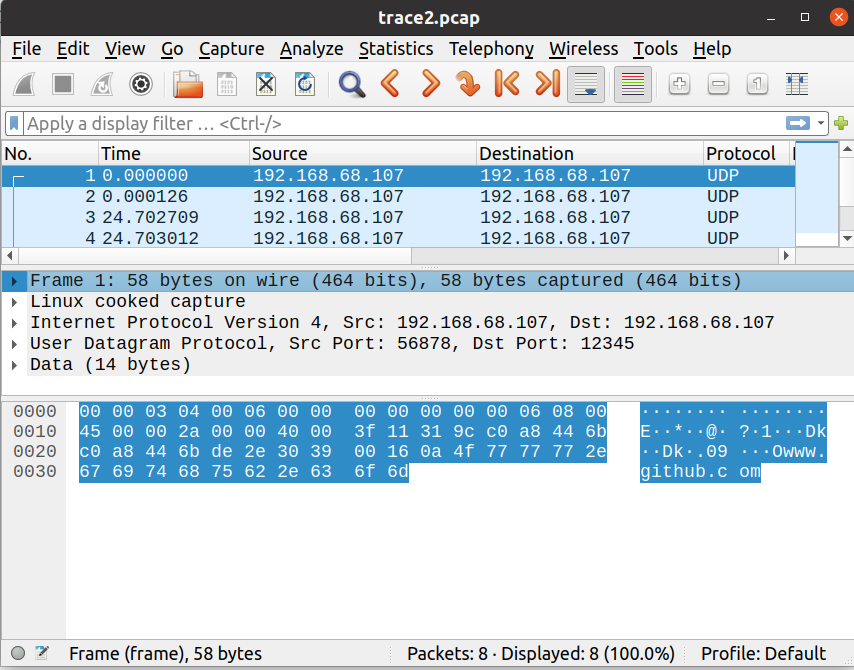 trace2.pcap
File Edit View Go Capture Analyze Statistics Telephony Wireless Tools Help
Apply a display filter … <Ctrl-/>
No. Time Source Destination Protocol
1 0.000000 192.168.68.107 192.168.68.107 UDP
2 0.000126 192.168.68.107 192.168.68.107 UDP
3 24.702709 192.168.68.107 192.168.68.107 UDP
4 24.703012 192.168.68.107 192.168.68.107 UDP
Frame 1: 58 bytes on wire (464 bits), 58 bytes captured (464 bits)
Linux cooked capture
Internet Protocol Version 4, Src: 192.168.68.107, Dst: 192.168.68.107
User Datagram Protocol, Src Port: 56878, Dst Port: 12345
Data (14 bytes)
0000 00 00 03 04 00 06 00 00 00 00 00 00 00 06 08 00 ········ ········
0010 45 00 00 2a 00 00 40 00 3f 11 31 9c c0 a8 44 6b E··*··@· ?·1···Dk
0020 c0 a8 44 6b de 2e 30 39 00 16 0a 4f 77 77 77 2e ··Dk·.09 ···Owww.
0030 67 69 74 68 75 62 2e 63 6f 6d github.c om
Frame (frame), 58 bytes Packets: 8 · Displayed: 8 (100.0%) Profile: Default